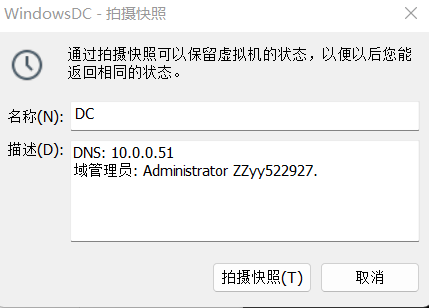 WindowsDC - 拍摄快照
通过拍摄快照可以保留虚拟机的状态，以便以后您能
返回相同的状态。
名称(N): DC
描述(D): DNS: 10.0.0.51
域管理员: Administrator ZZyy522927.
拍摄快照(T) 取消